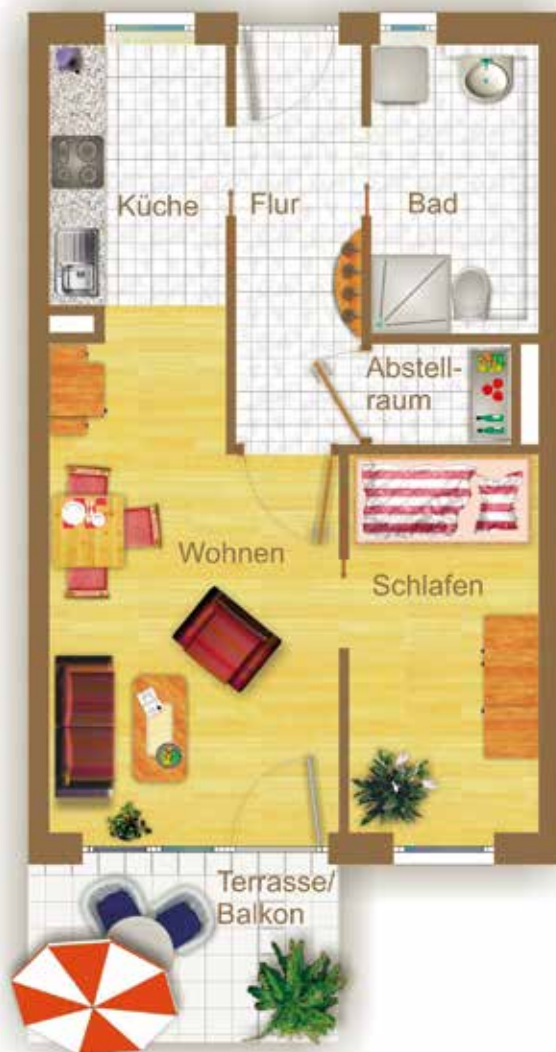 Küche
Flur
Bad
Abstell-
raum
Wohnen
Schlafen
Terrasse/
Balkon